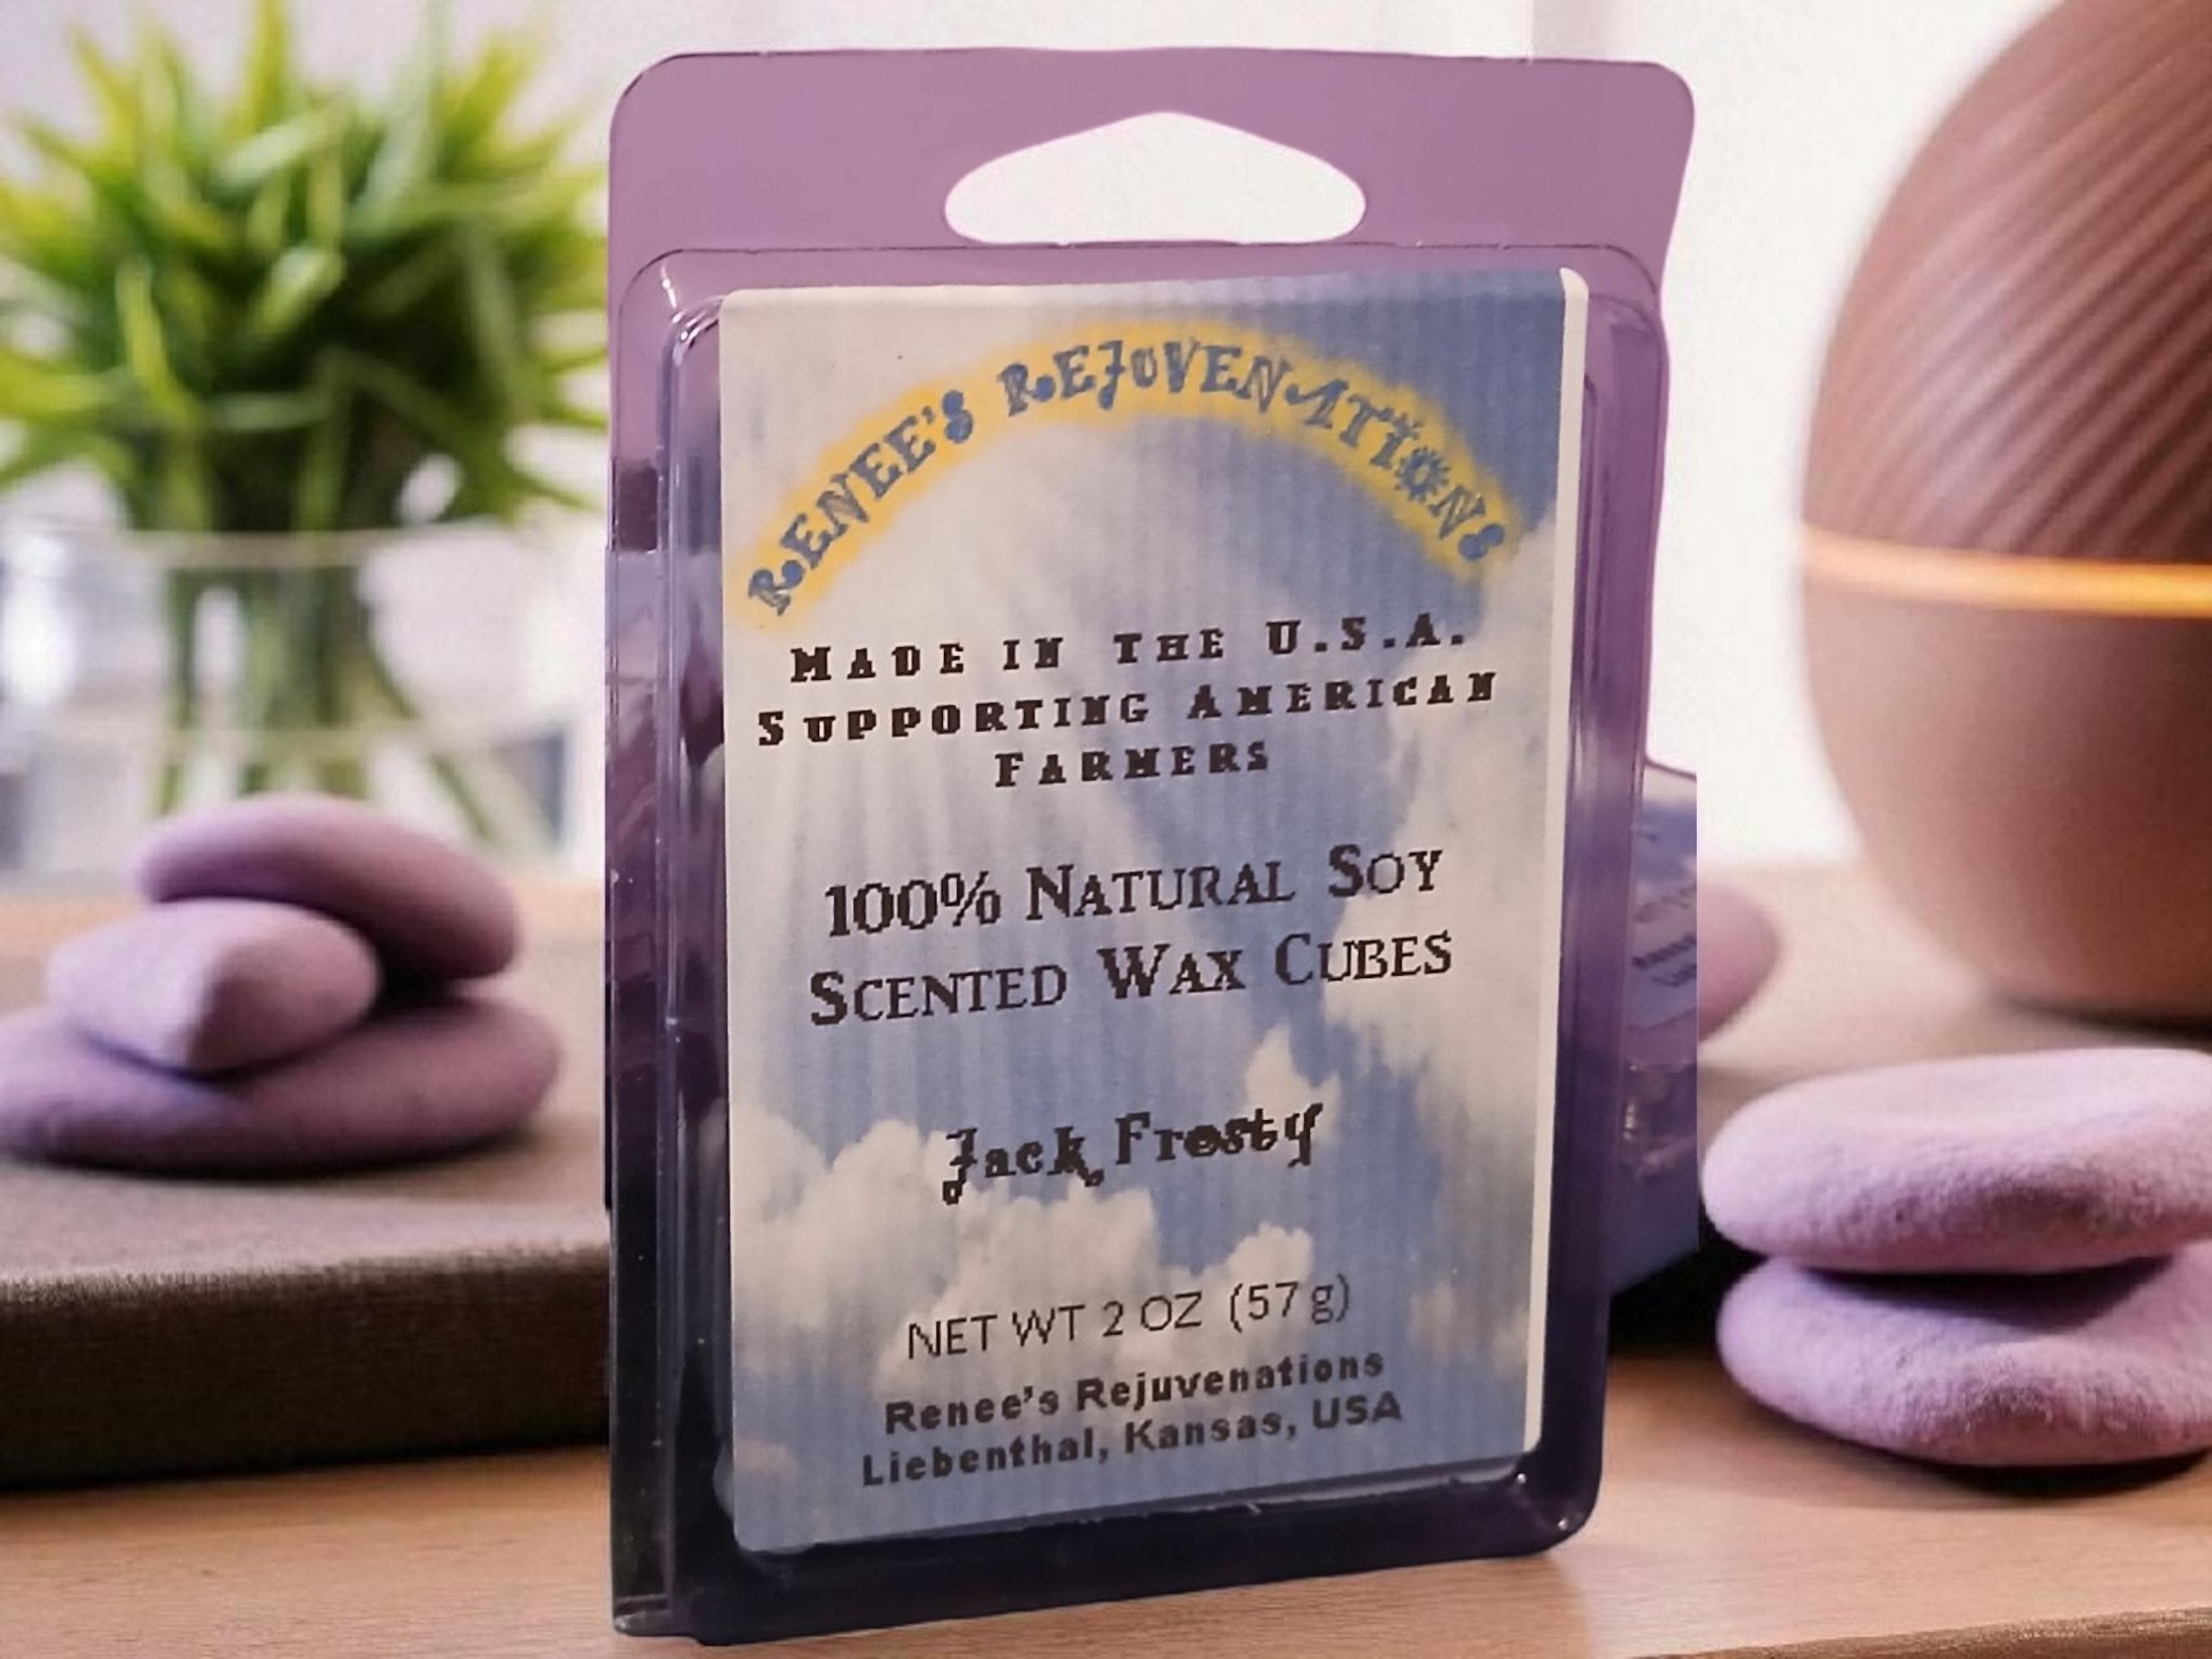 RENEE'S REJUVENATIONS
MADE IN THE U.S.A.
SUPPORTING AMERICAN
FARMERS
100% NATURAL SOY
SCENTED WAX CUBES
Jack Frosty
NET WT 2 OZ (57 g)
Renee's Rejuvenations
Liebenthal, Kansas, USA